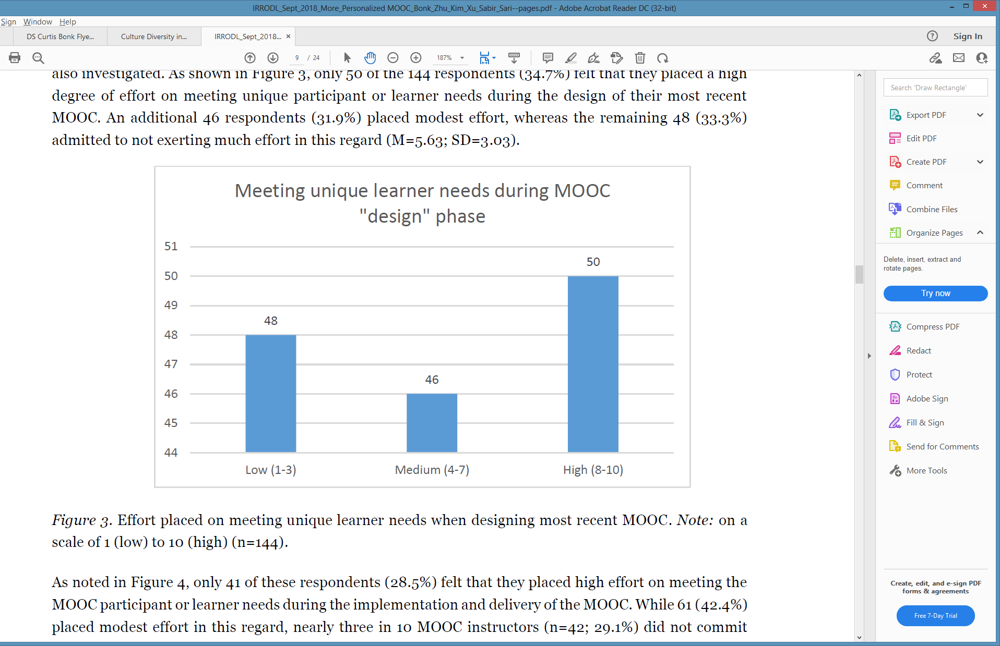 IRRODL_Sept_2018_More_Personalized MOOC_Bonk_Zhu_Kim_Xu_Sabir_Sari--pages.pdf - Adobe Acrobat Reader DC (32-bit)
Sign Window Help
DS Curtis Bonk Flye...
Culture Diversity in...
IRRODL_Sept_2018...
Sign In
9 / 24
187%
also investigated. As shown in Figure 3, only 50 of the 144 respondents (34.7%) felt that they placed a high
degree of effort on meeting unique participant or learner needs during the design of their most recent
MOOC. An additional 46 respondents (31.9%) placed modest effort, whereas the remaining 48 (33.3%)
admitted to not exerting much effort in this regard (M=5.63; SD=3.03).
Meeting unique learner needs during MOOC
"design" phase
51
50
49
48
47
46
45
44
48
46
50
Low (1-3)
Medium (4-7)
High (8-10)
Figure 3. Effort placed on meeting unique learner needs when designing most recent MOOC. Note: on a
scale of 1 (low) to 10 (high) (n=144).
As noted in Figure 4, only 41 of these respondents (28.5%) felt that they placed high effort on meeting the
MOOC participant or learner needs during the implementation and delivery of the MOOC. While 61 (42.4%)
placed modest effort in this regard, nearly three in 10 MOOC instructors (n=42; 29.1%) did not commit
Search 'Draw Rectangle'
Export PDF
Edit PDF
Create PDF
Comment
Combine Files
Organize Pages
Delete, insert, extract and
rotate pages.
Try now
Compress PDF
Redact
Protect
Adobe Sign
Fill & Sign
Send for Comments
More Tools
Create, edit, and e-sign PDF
forms & agreements
Free 7-Day Trial